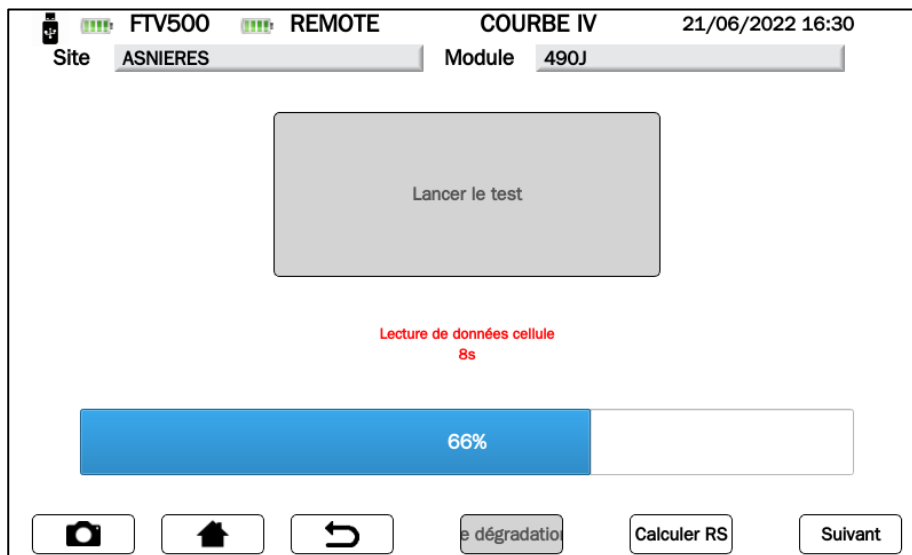 FTV500 REMOTE COURBE IV 21/06/2022 16:30
Site ASNIERES Module 490J
Lancer le test
Lecture de données cellule
8s
66%
e dégradation Calculer RS Suivant